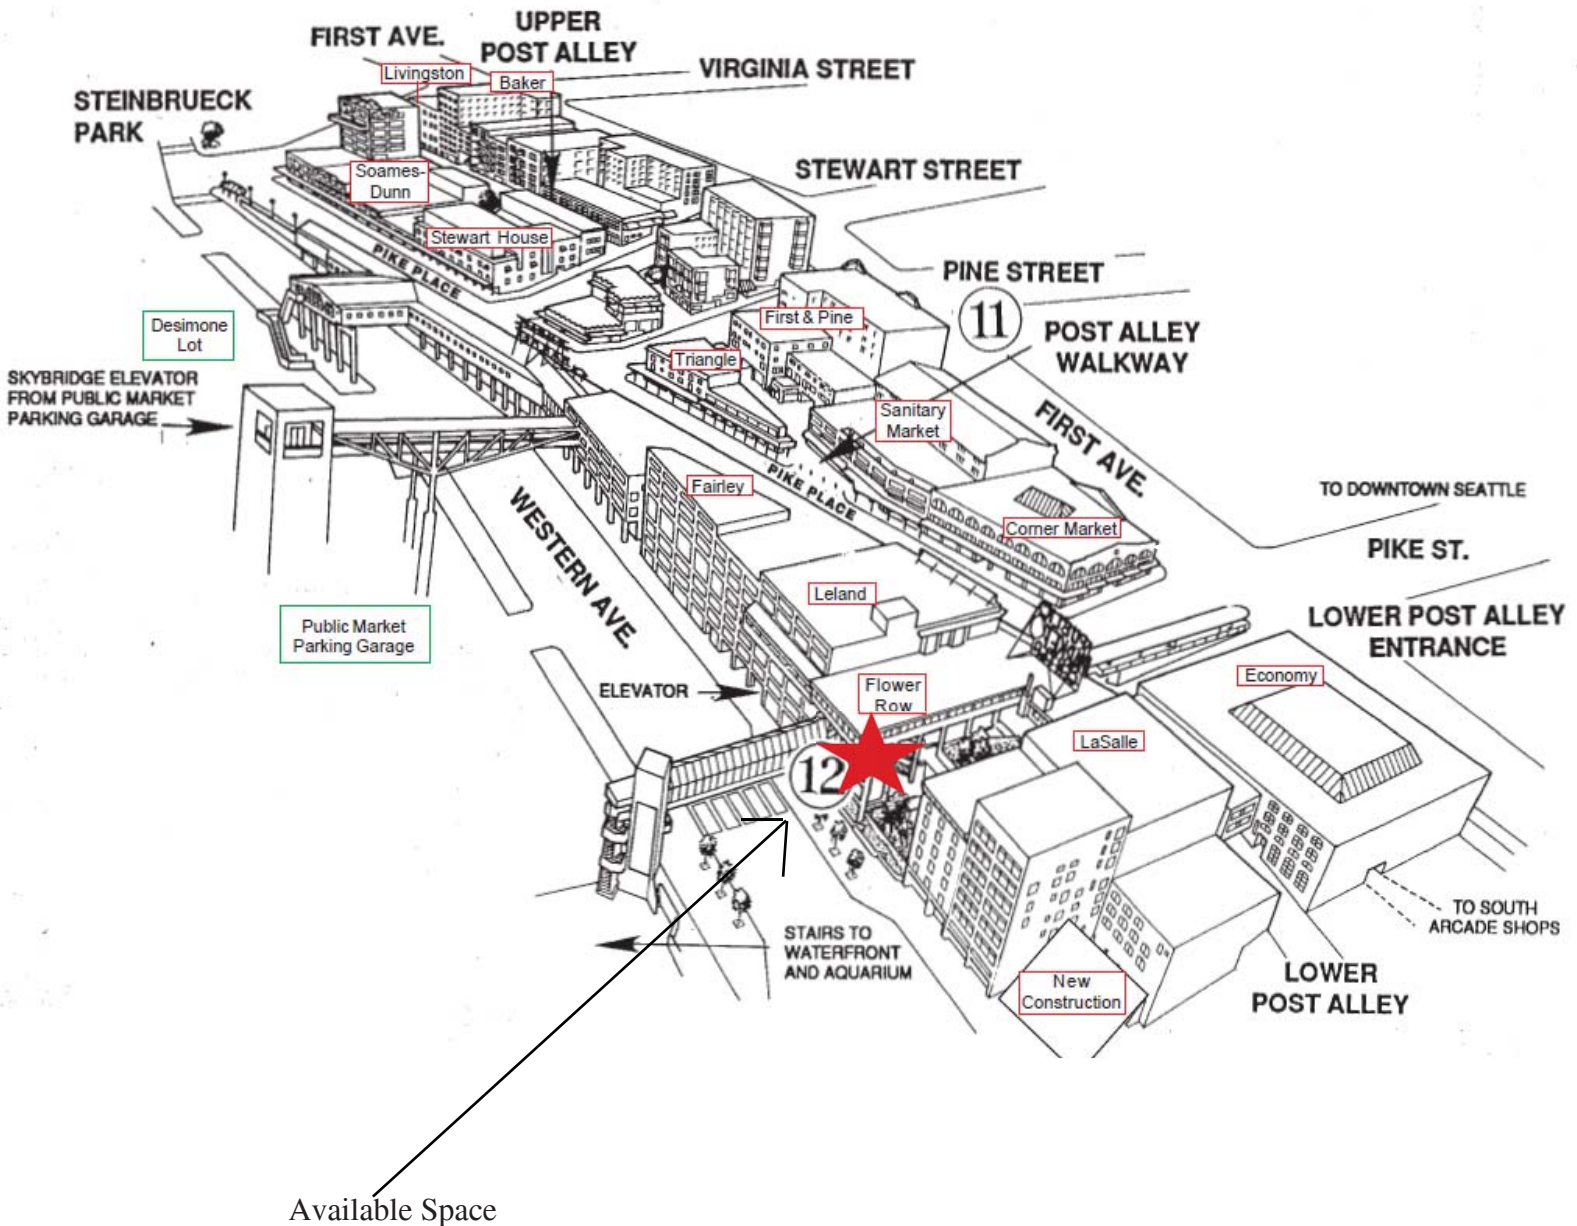 FIRST AVE.
UPPER
POST ALLEY
VIRGINIA STREET
Livingston
Baker
STEINBRUECK
PARK
Soames-
Dunn
STEWART STREET
Stewart House
PIKE PLACE
PINE STREET
11
Desimone
Lot
First & Pine
POST ALLEY
WALKWAY
Triangle
SKYBRIDGE ELEVATOR
FROM PUBLIC MARKET
PARKING GARAGE
Sanitary
Market
FIRST AVE.
Fairley
PIKE PLACE
TO DOWNTOWN SEATTLE
Corner Market
PIKE ST.
WESTERN AVE.
Leland
Public Market
Parking Garage
LOWER POST ALLEY
ENTRANCE
ELEVATOR
Flower
Row
Economy
LaSalle
12
STAIRS TO
WATERFRONT
AND AQUARIUM
TO SOUTH
ARCADE SHOPS
New
Construction
LOWER
POST ALLEY
Available Space